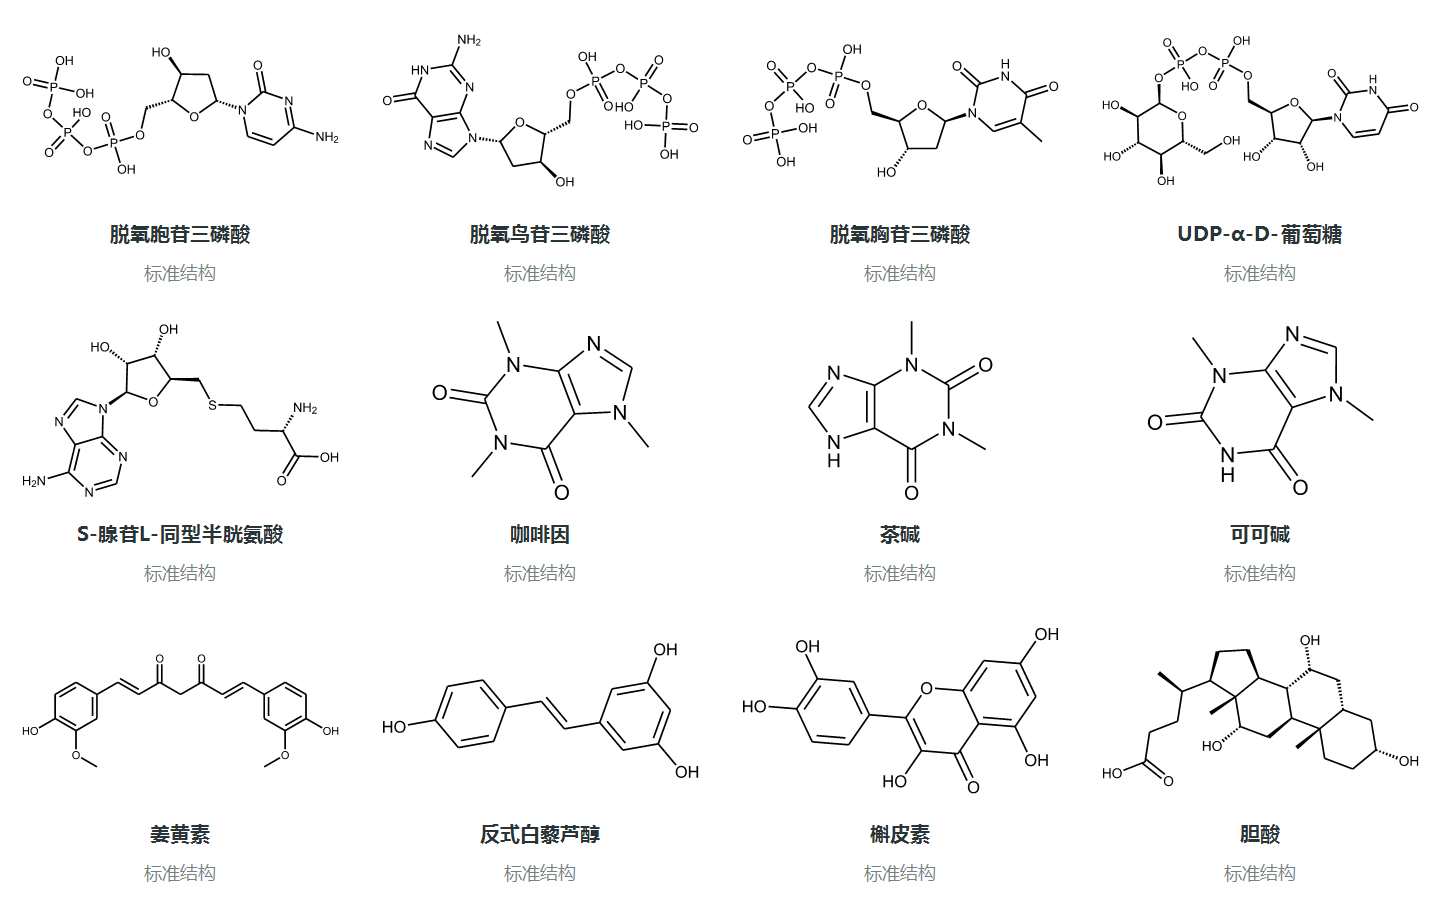 脱氧胞苷三磷酸
标准结构
脱氧鸟苷三磷酸
标准结构
脱氧胸苷三磷酸
标准结构
UDP-α-D-葡萄糖
标准结构
S-腺苷L-同型半胱氨酸
标准结构
咖啡因
标准结构
茶碱
标准结构
可可碱
标准结构
姜黄素
标准结构
反式白藜芦醇
标准结构
槲皮素
标准结构
胆酸
标准结构